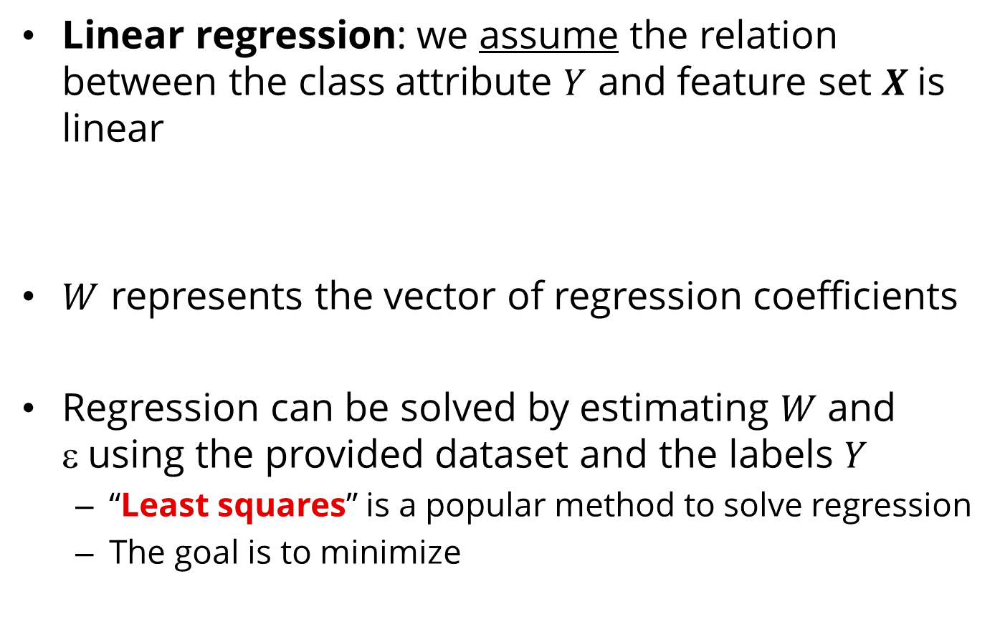 • Linear regression: we assume the relation
between the class attribute Y and feature set X is
linear
• W represents the vector of regression coefficients
• Regression can be solved by estimating W and
ε using the provided dataset and the labels Y
– “Least squares” is a popular method to solve regression
– The goal is to minimize